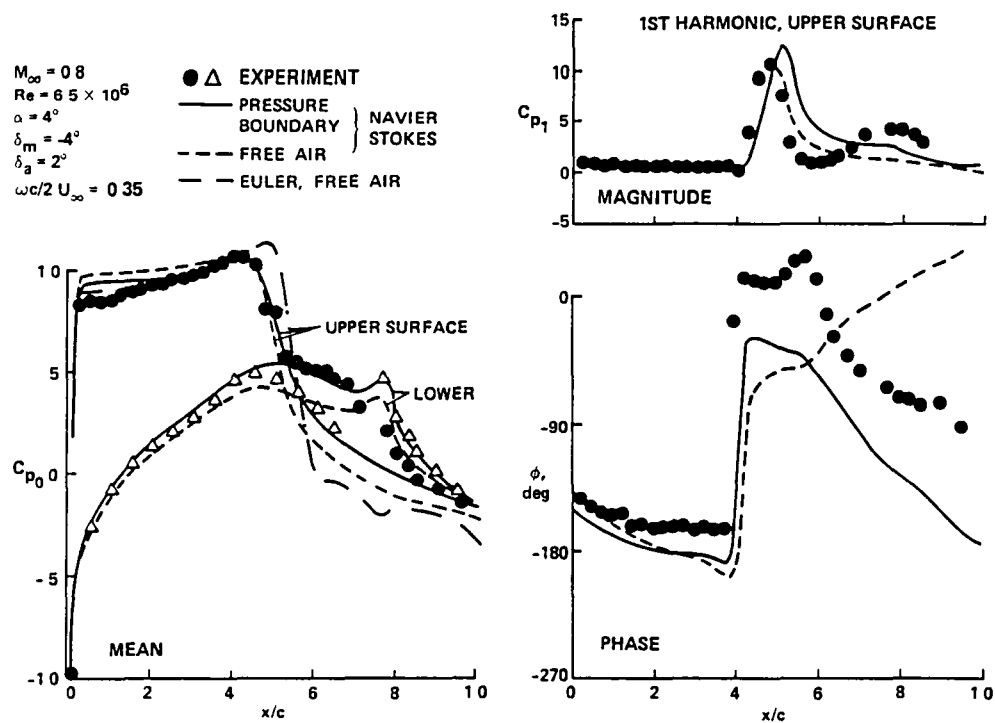 M∞ = 0 8
Re = 6 5 × 10⁶
α = 4°
δm = -4°
δa = 2°
ωc/2 U∞ = 0 35
EXPERIMENT
PRESSURE BOUNDARY
FREE AIR
NAVIER STOKES
EULER, FREE AIR
1 0
5
0
-5
-1 0
Cp0
UPPER SURFACE
LOWER
MEAN
0 2 4 6 8 1 0
x/c
1ST HARMONIC, UPPER SURFACE
15
10
5
0
-5
Cp1
MAGNITUDE
0
-90
-180
-270
φ,
deg
PHASE
0 2 4 6 8 1 0
x/c